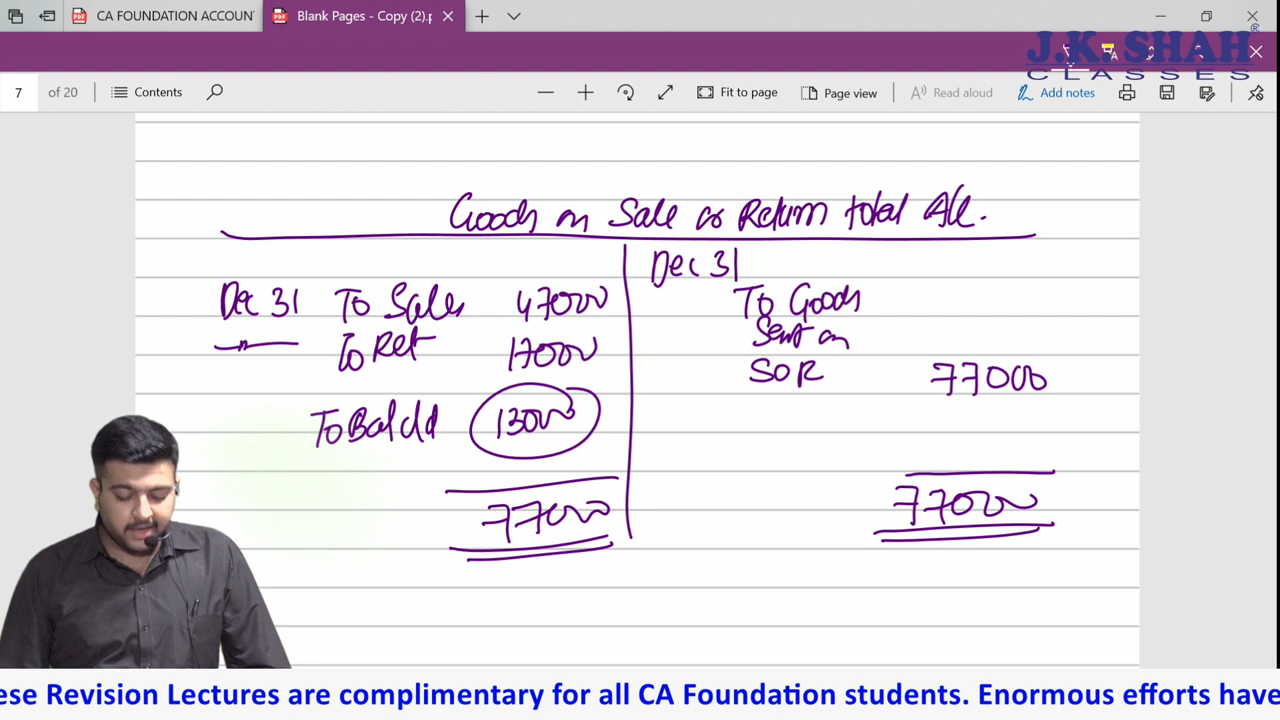 CA FOUNDATION ACCOUN
Blank Pages - Copy (2).p
J.K. SHAH®
CLASSES
7 of 20
Contents
Fit to page
Page view
Read aloud
Add notes
Goods on Sale or Return total A/c.
Dec 31 To Sales 47000
To Ret 17000
To Bal c/d 13000
77000
Dec 31
To Goods
Sent on
SOR 77000
77000
ese Revision Lectures are complimentary for all CA Foundation students. Enormous efforts have